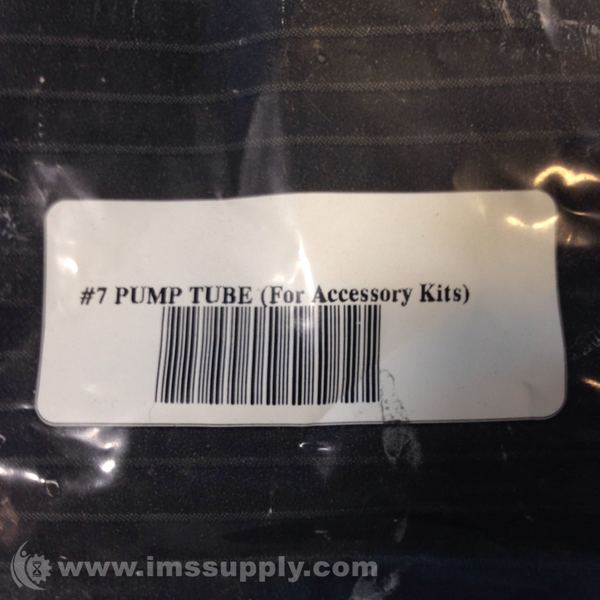 #7 PUMP TUBE (For Accessory Kits)
www.imssupply.com